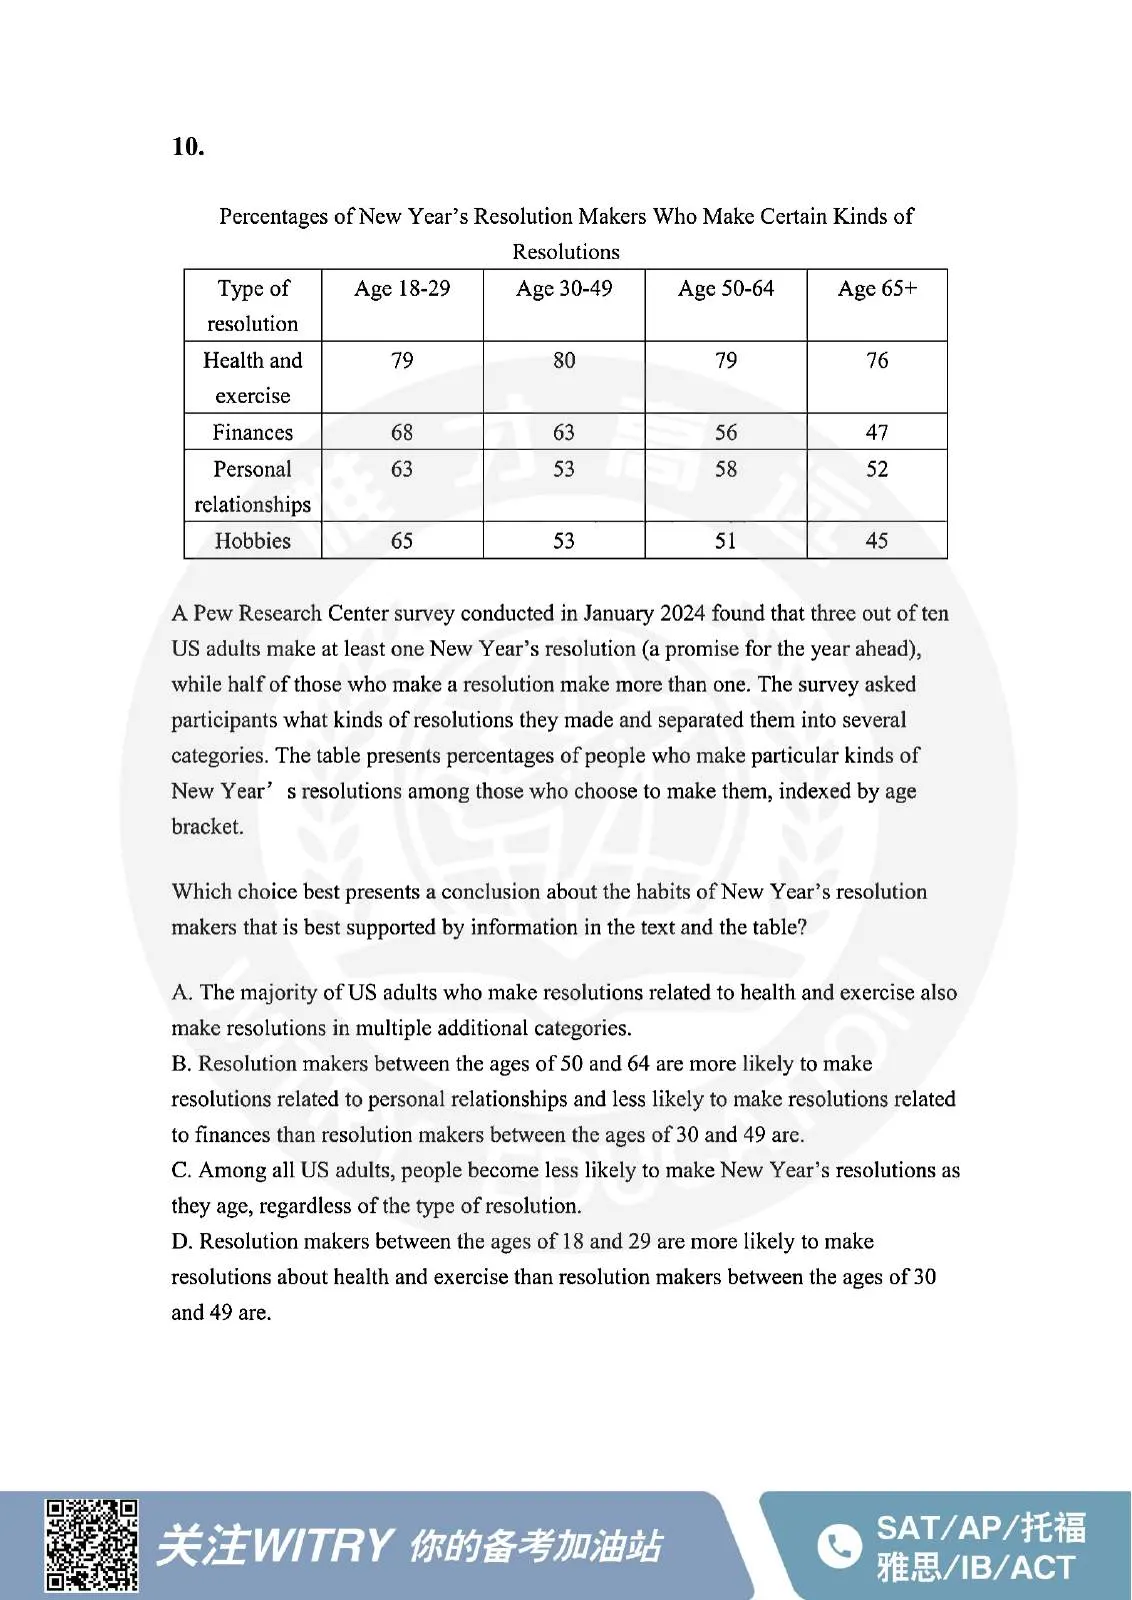 10.
Percentages of New Year's Resolution Makers Who Make Certain Kinds of
Resolutions
Type of resolution Age 18-29 Age 30-49 Age 50-64 Age 65+
Health and exercise 79 80 79 76
Finances 68 63 56 47
Personal relationships 63 53 58 52
Hobbies 65 53 51 45
A Pew Research Center survey conducted in January 2024 found that three out of ten
US adults make at least one New Year's resolution (a promise for the year ahead),
while half of those who make a resolution make more than one. The survey asked
participants what kinds of resolutions they made and separated them into several
categories. The table presents percentages of people who make particular kinds of
New Year's resolutions among those who choose to make them, indexed by age
bracket.
Which choice best presents a conclusion about the habits of New Year's resolution
makers that is best supported by information in the text and the table?
A. The majority of US adults who make resolutions related to health and exercise also
make resolutions in multiple additional categories.
B. Resolution makers between the ages of 50 and 64 are more likely to make
resolutions related to personal relationships and less likely to make resolutions related
to finances than resolution makers between the ages of 30 and 49 are.
C. Among all US adults, people become less likely to make New Year's resolutions as
they age, regardless of the type of resolution.
D. Resolution makers between the ages of 18 and 29 are more likely to make
resolutions about health and exercise than resolution makers between the ages of 30
and 49 are.
关注WITRY 你的备考加油站
SAT/AP/托福
雅思/IB/ACT